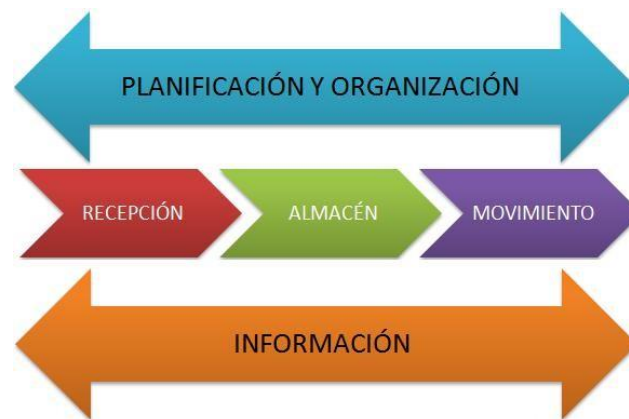 PLANIFICACIÓN Y ORGANIZACIÓN
RECEPCIÓN
ALMACÉN
MOVIMIENTO
INFORMACIÓN